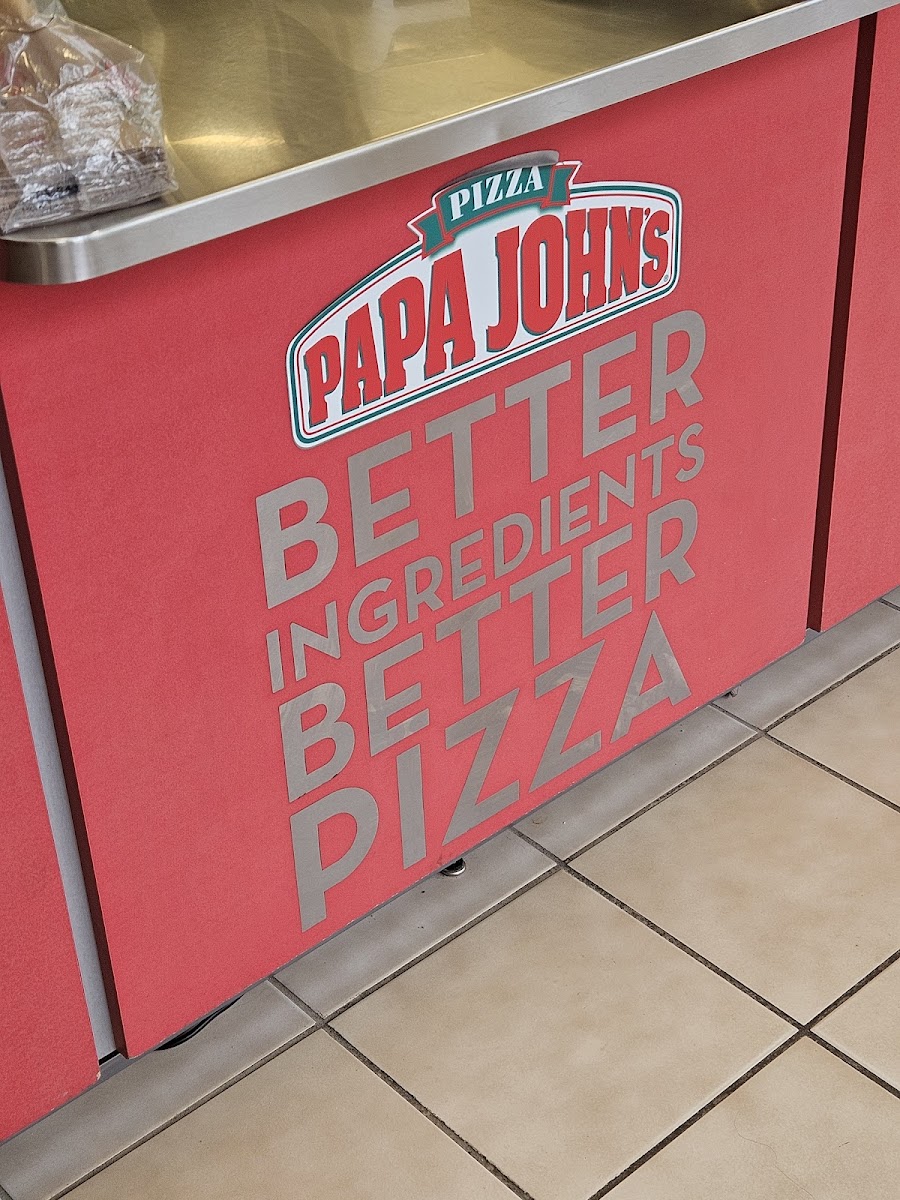 PIZZA
PAPA JOHN'S
BETTER
INGREDIENTS
BETTER
PIZZA